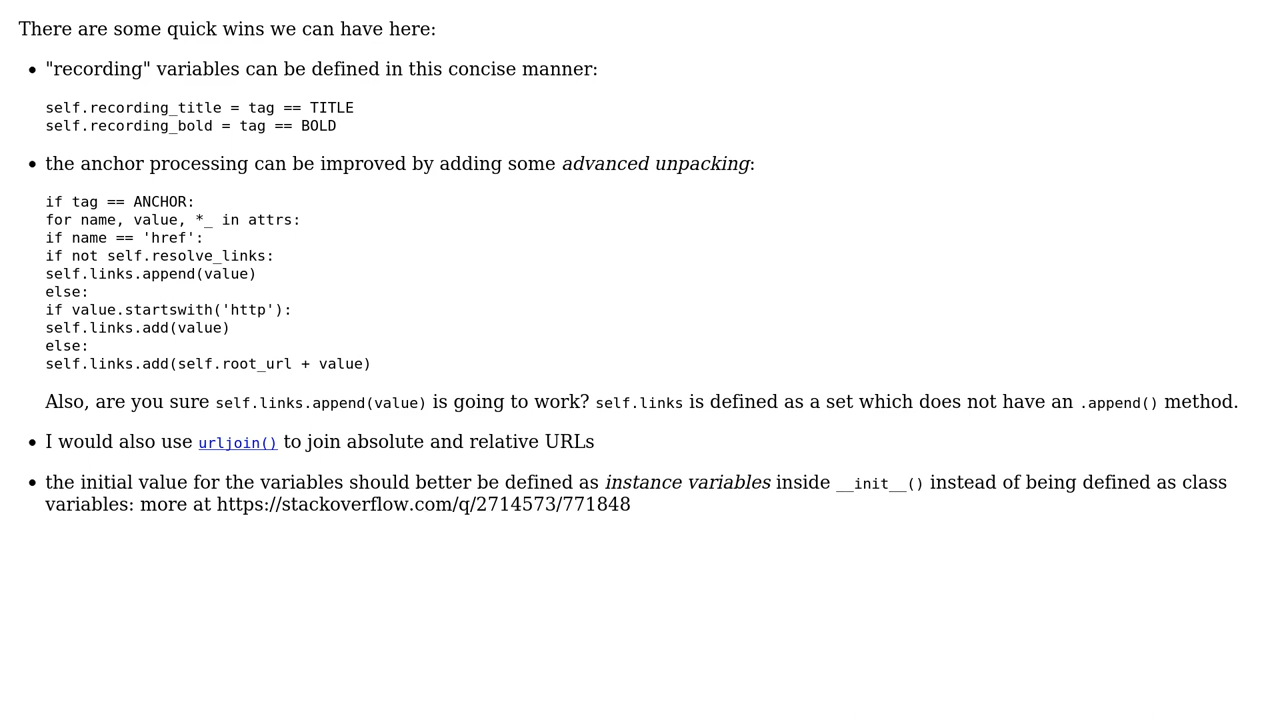 There are some quick wins we can have here:
"recording" variables can be defined in this concise manner:
self.recording_title = tag == TITLE
self.recording_bold = tag == BOLD
the anchor processing can be improved by adding some advanced unpacking:
if tag == ANCHOR:
for name, value, *_ in attrs:
if name == 'href':
if not self.resolve_links:
self.links.append(value)
else:
if value.startswith('http'):
self.links.add(value)
else:
self.links.add(self.root_url + value)
Also, are you sure self.links.append(value) is going to work? self.links is defined as a set which does not have an .append() method.
I would also use urljoin() to join absolute and relative URLs
the initial value for the variables should better be defined as instance variables inside __init__() instead of being defined as class
variables: more at https://stackoverflow.com/q/2714573/771848